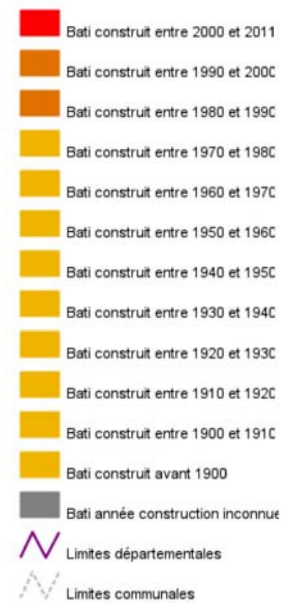 Bati construit entre 2000 et 2011
Bati construit entre 1990 et 2000
Bati construit entre 1980 et 1990
Bati construit entre 1970 et 1980
Bati construit entre 1960 et 1970
Bati construit entre 1950 et 1960
Bati construit entre 1940 et 1950
Bati construit entre 1930 et 1940
Bati construit entre 1920 et 1930
Bati construit entre 1910 et 1920
Bati construit entre 1900 et 1910
Bati construit avant 1900
Bati année construction inconnue
Limites départementales
Limites communales